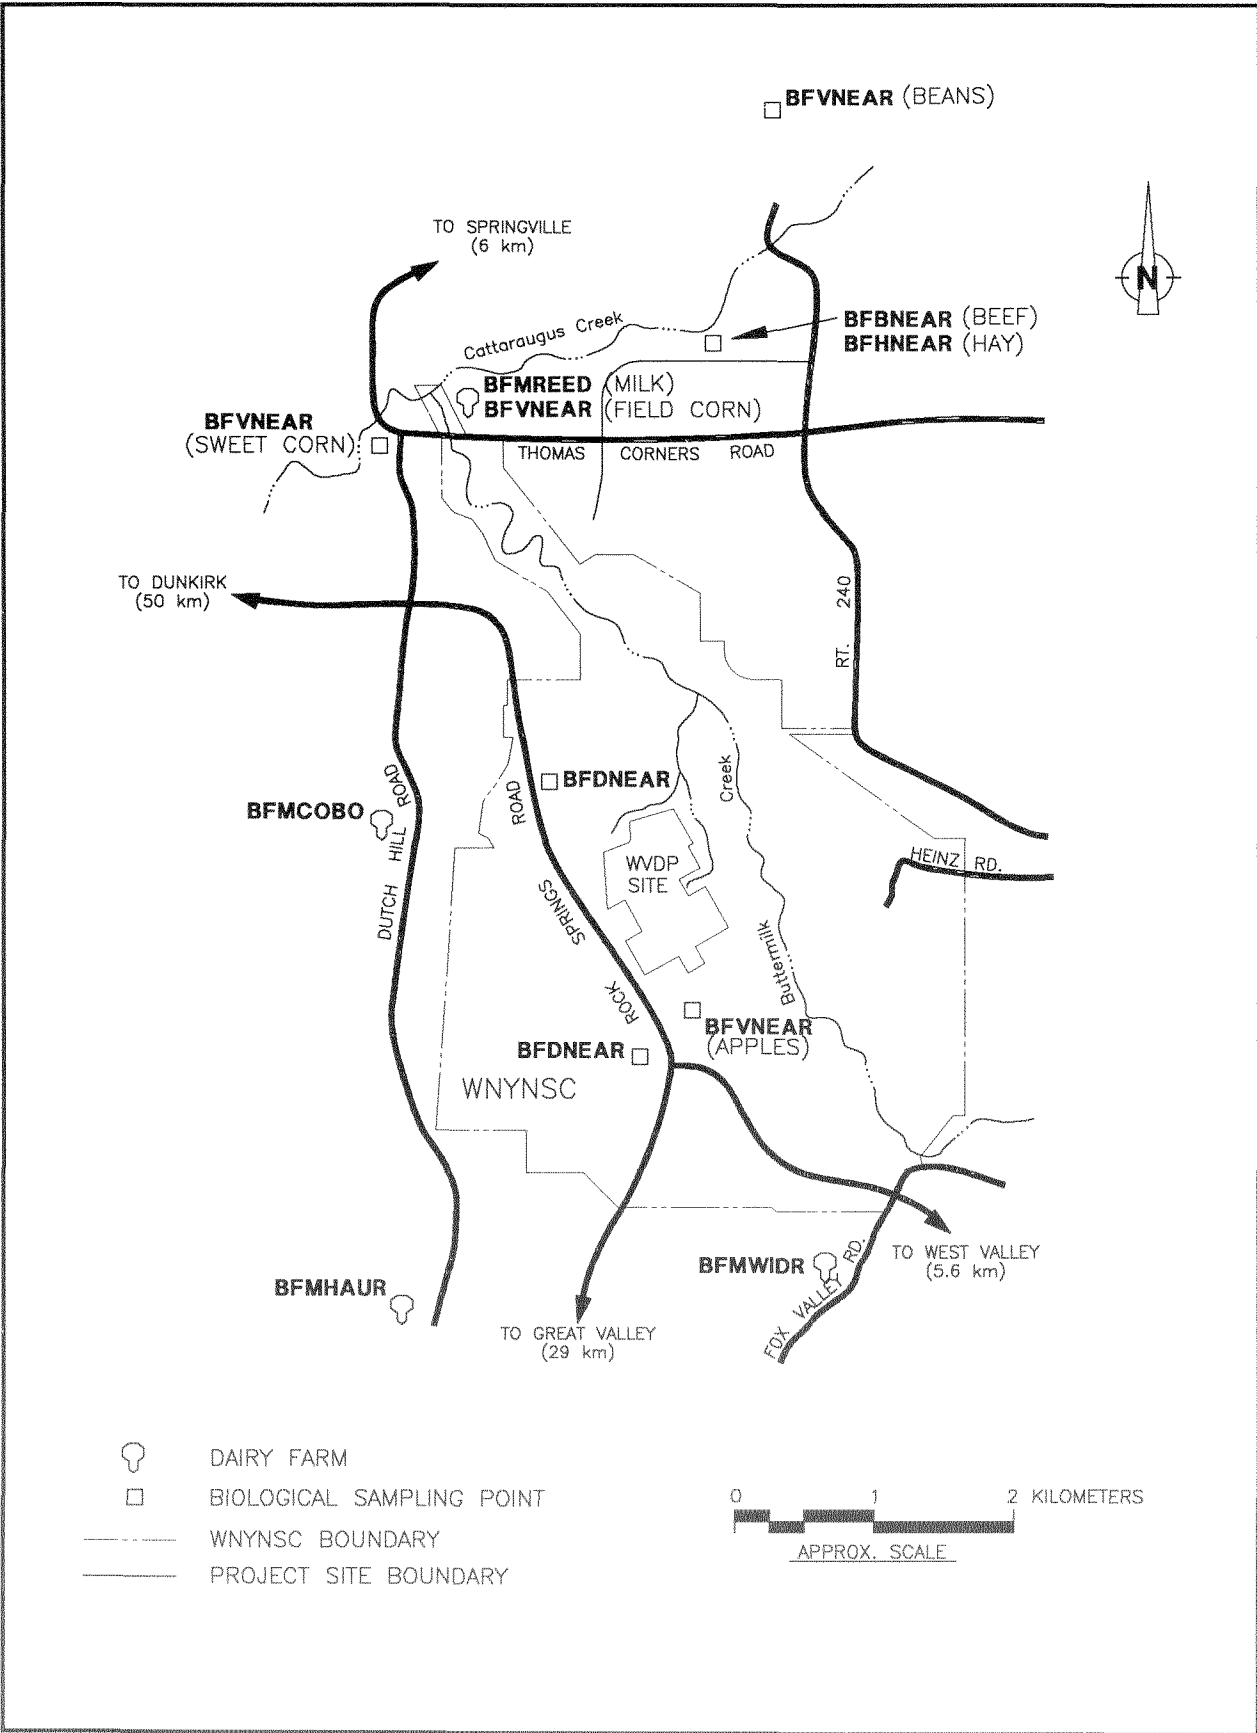 BFVNEAR (BEANS)
TO SPRINGVILLE
(6 km)
N
Cattaraugus Creek
BFBNEAR (BEEF)
BFHNEAR (HAY)
BFMREED (MILK)
BFVNEAR (FIELD CORN)
BFVNEAR
(SWEET CORN)
THOMAS CORNERS ROAD
TO DUNKIRK
(50 km)
RT. 240
BFDNEAR
Buttermilk Creek
BFMCOBO
DUTCH HILL ROAD
ROCK SPRINGS ROAD
WVDP
SITE
HEINZ RD.
BFVNEAR
(APPLES)
BFDNEAR
WNYNSC
TO WEST VALLEY
(5.6 km)
BFMWIDR
FOX VALLEY RD.
BFMHAUR
TO GREAT VALLEY
(29 km)
DAIRY FARM
BIOLOGICAL SAMPLING POINT
WNYNSC BOUNDARY
PROJECT SITE BOUNDARY
0 1 2 KILOMETERS
APPROX. SCALE